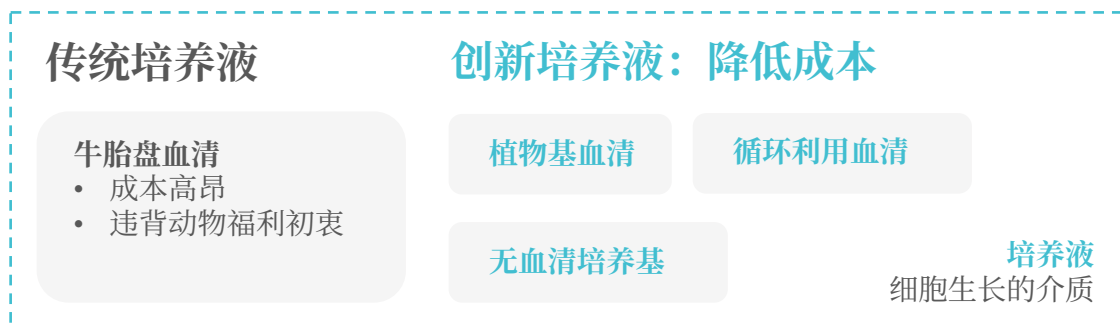 传统培养液
创新培养液：降低成本
牛胎盘血清
• 成本高昂
• 违背动物福利初衷
植物基血清
循环利用血清
无血清培养基
培养液
细胞生长的介质